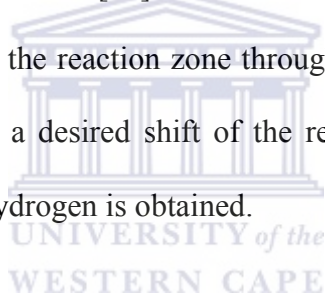 the reaction zone throug
a desired shift of the re
ydrogen is obtained.
UNIVERSITY of the
WESTERN CAPE